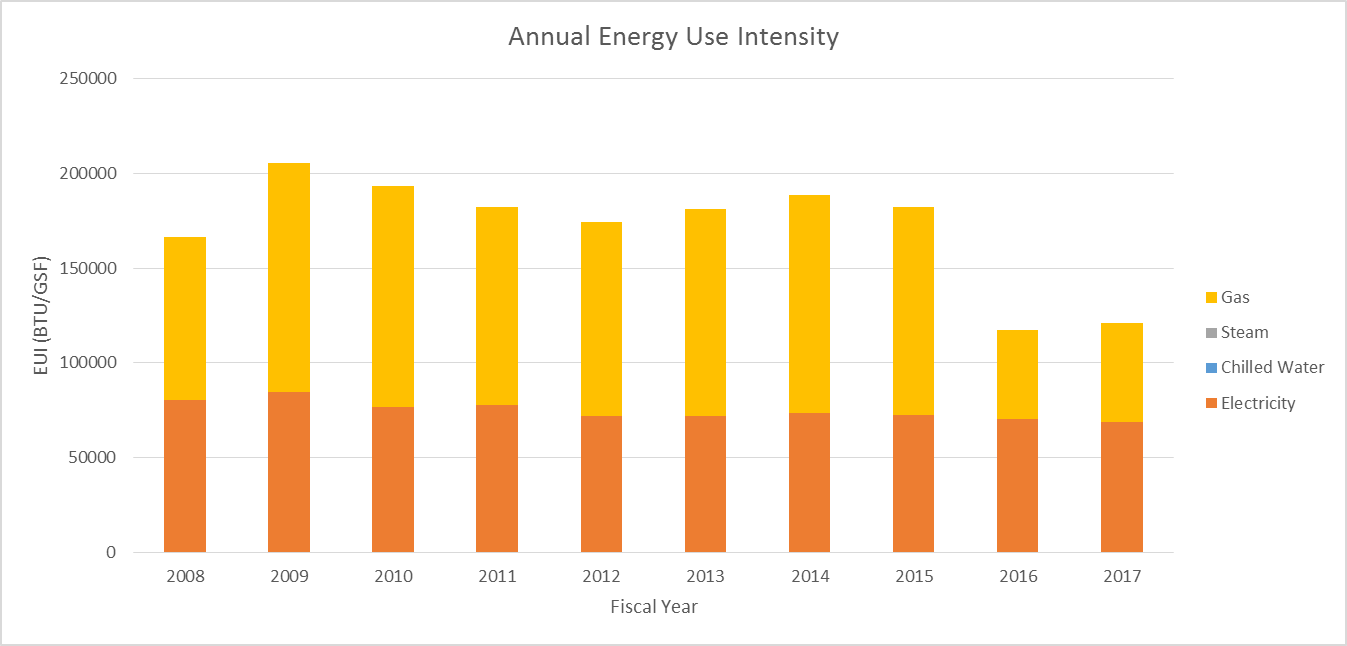 Annual Energy Use Intensity
250000
200000
150000
100000
50000
0
EUI (BTU/GSF)
2008 2009 2010 2011 2012 2013 2014 2015 2016 2017
Fiscal Year
Gas
Steam
Chilled Water
Electricity